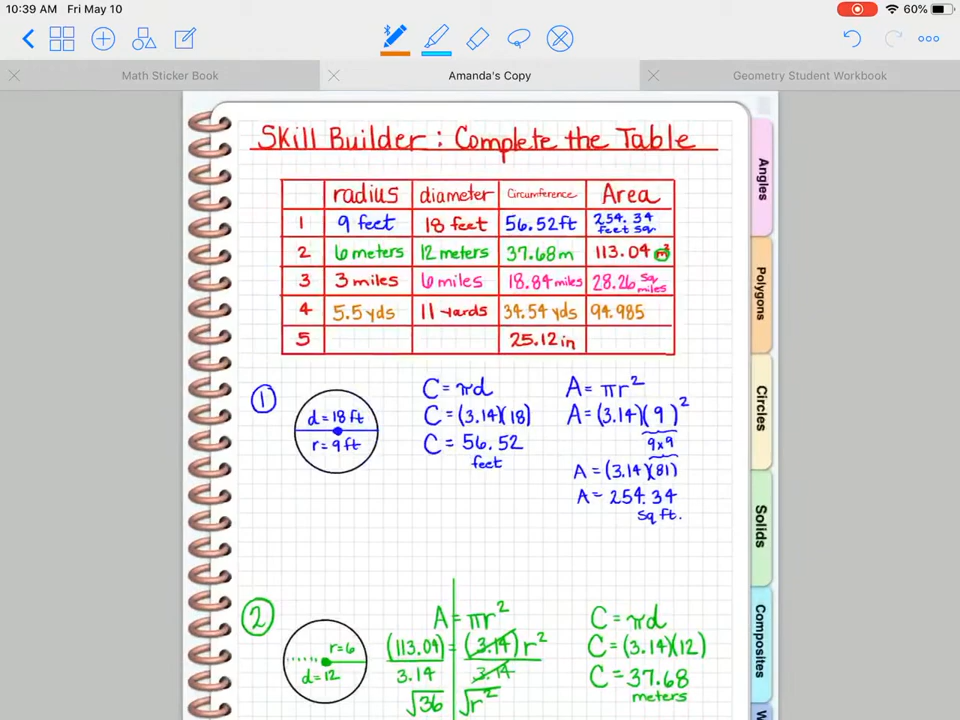 10:39 AM Fri May 10 60%
Math Sticker Book Amanda's Copy Geometry Student Workbook
Skill Builder: Complete the Table
radius diameter Circumference Area
1 9 feet 18 feet 56.52ft 254.34 feet sqr
2 6 meters 12 meters 37.68m 113.04 m²
3 3 miles 6 miles 18.84 miles 28.26 sq miles
4 5.5 yds 11 yards 34.54 yds 94.985
5 25.12 in
1
d = 18 ft
r = 9 ft
C = πd
C = (3.14)(18)
C = 56.52
feet
A = πr²
A = (3.14)(9)²
9x9
A = (3.14)(81)
A = 254.34
sq ft.
2
r=6
d=12
A = πr²
(113.04) = (3.14) r²
3.14 3.14
√36 √r²
C = πd
C = (3.14)(12)
C = 37.68
meters
Angles
Polygons
Circles
Solids
Composites